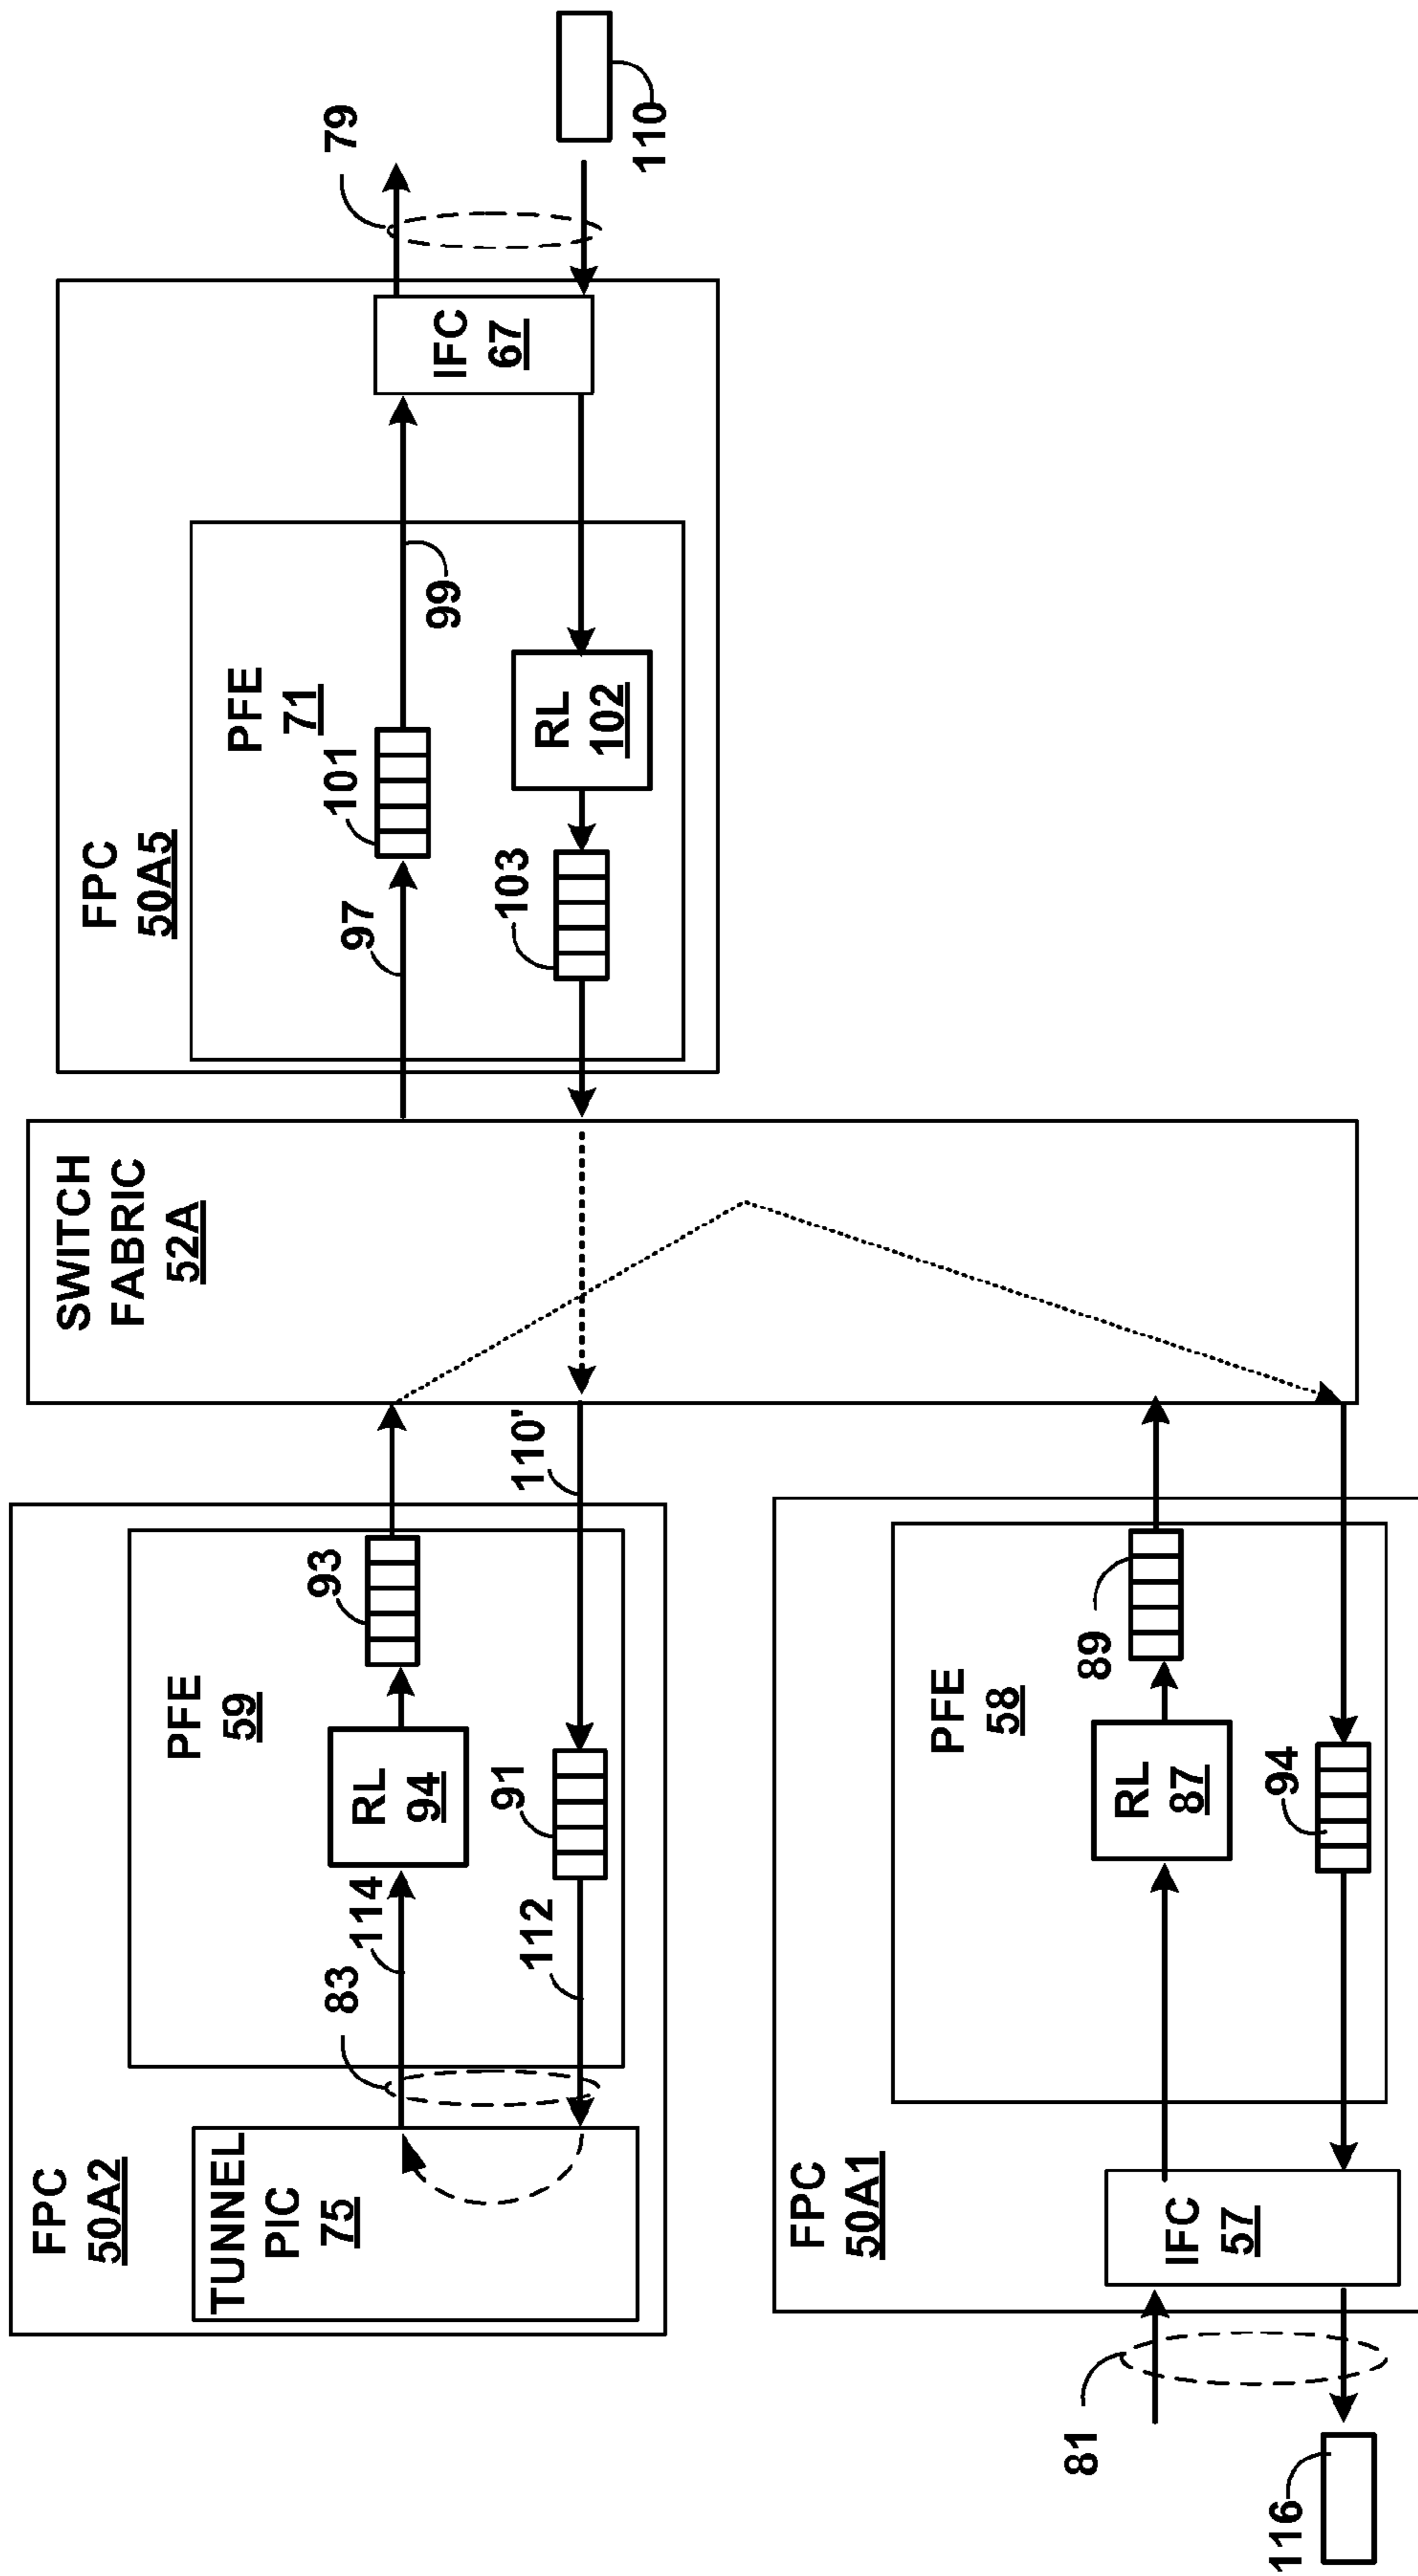 FPC
50A2
TUNNEL
PIC
75
83
114
112
PFE
59
RL
94
93
91
110'
FPC
50A1
81
116
IFC
57
PFE
58
RL
87
89
94
SWITCH
FABRIC
52A
FPC
50A5
97
101
PFE
71
99
103
RL
102
IFC
67
79
110